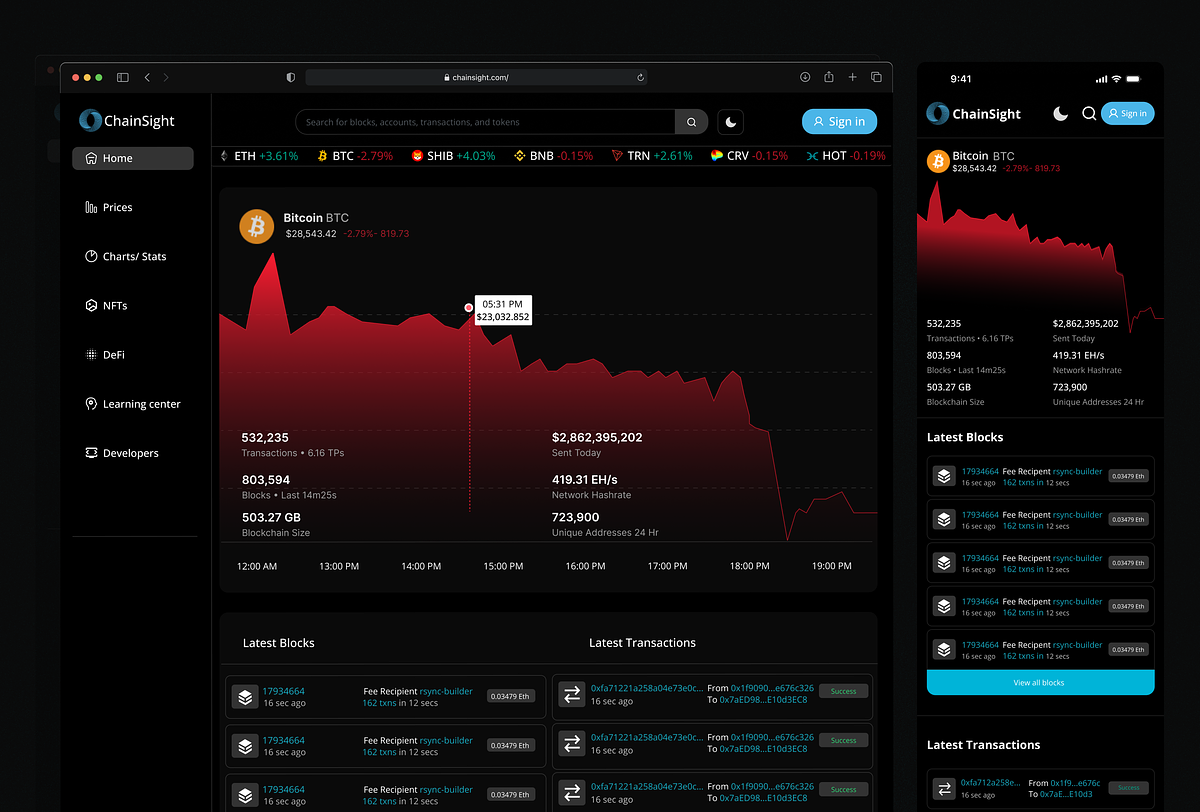 chainsight.com/
ChainSight
Search for blocks, accounts, transactions, and tokens
Sign in
Home
Prices
Charts/ Stats
NFTs
DeFi
Learning center
Developers
ETH +3.61%
BTC -2.79%
SHIB +4.03%
BNB -0.15%
TRN +2.61%
CRV -0.15%
HOT -0.19%
Bitcoin BTC
$28,543.42 -2.79%- 819.73
05:31 PM
$23,032.852
532,235
Transactions • 6.16 TPs
$2,862,395,202
Sent Today
803,594
Blocks • Last 14m25s
419.31 EH/s
Network Hashrate
503.27 GB
Blockchain Size
723,900
Unique Addresses 24 Hr
12:00 AM 13:00 PM 14:00 PM 15:00 PM 16:00 PM 17:00 PM 18:00 PM 19:00 PM
Latest Blocks
17934664 Fee Recipient rsync-builder
16 sec ago 162 txns in 12 secs
0.03479 Eth
17934664 Fee Recipient rsync-builder
16 sec ago 162 txns in 12 secs
0.03479 Eth
17934664 Fee Recipient rsync-builder
16 sec ago 162 txns in 12 secs
0.03479 Eth
Latest Transactions
0xfa71221a258a04e73e0c... From 0x1f9090...e676c326
16 sec ago To 0x7aED98...E10d3EC8
Success
0xfa71221a258a04e73e0c... From 0x1f9090...e676c326
16 sec ago To 0x7aED98...E10d3EC8
Success
0xfa71221a258a04e73e0c... From 0x1f9090...e676c326
16 sec ago To 0x7aED98...E10d3EC8
Success
9:41
ChainSight
Sign in
Bitcoin BTC
$28,543.42 -2.79%- 819.73
532,235
Transactions • 6.16 TPs
$2,862,395,202
Sent Today
803,594
Blocks • Last 14m25s
419.31 EH/s
Network Hashrate
503.27 GB
Blockchain Size
723,900
Unique Addresses 24 Hr
Latest Blocks
17934664 Fee Recipent rsync-builder
16 sec ago 162 txns in 12 secs
0.03479 Eth
17934664 Fee Recipent rsync-builder
16 sec ago 162 txns in 12 secs
0.03479 Eth
17934664 Fee Recipent rsync-builder
16 sec ago 162 txns in 12 secs
0.03479 Eth
17934664 Fee Recipent rsync-builder
16 sec ago 162 txns in 12 secs
0.03479 Eth
17934664 Fee Recipent rsync-builder
16 sec ago 162 txns in 12 secs
0.03479 Eth
View all blocks
Latest Transactions
0xfa712a258e... From 0x1f9...e676c
To 0x7aE...E10d3
Success